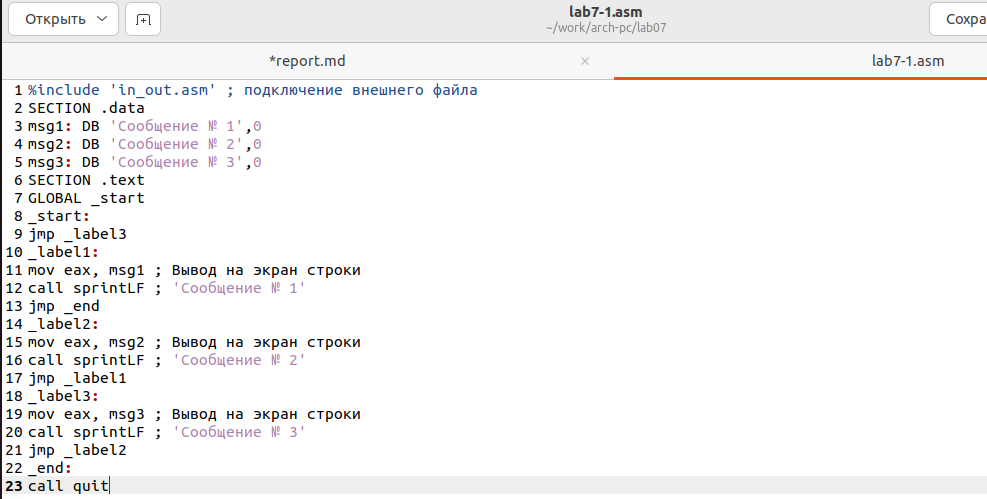 Открыть
lab7-1.asm
~/work/arch-pc/lab07
*report.md
×
lab7-1.asm
1 %include 'in_out.asm' ; подключение внешнего файла
2 SECTION .data
3 msg1: DB 'Сообщение № 1',0
4 msg2: DB 'Сообщение № 2',0
5 msg3: DB 'Сообщение № 3',0
6 SECTION .text
7 GLOBAL _start
8 _start:
9 jmp _label3
10 _label1:
11 mov eax, msg1 ; Вывод на экран строки
12 call sprintLF ; 'Сообщение № 1'
13 jmp _end
14 _label2:
15 mov eax, msg2 ; Вывод на экран строки
16 call sprintLF ; 'Сообщение № 2'
17 jmp _label1
18 _label3:
19 mov eax, msg3 ; Вывод на экран строки
20 call sprintLF ; 'Сообщение № 3'
21 jmp _label2
22 _end:
23 call quit